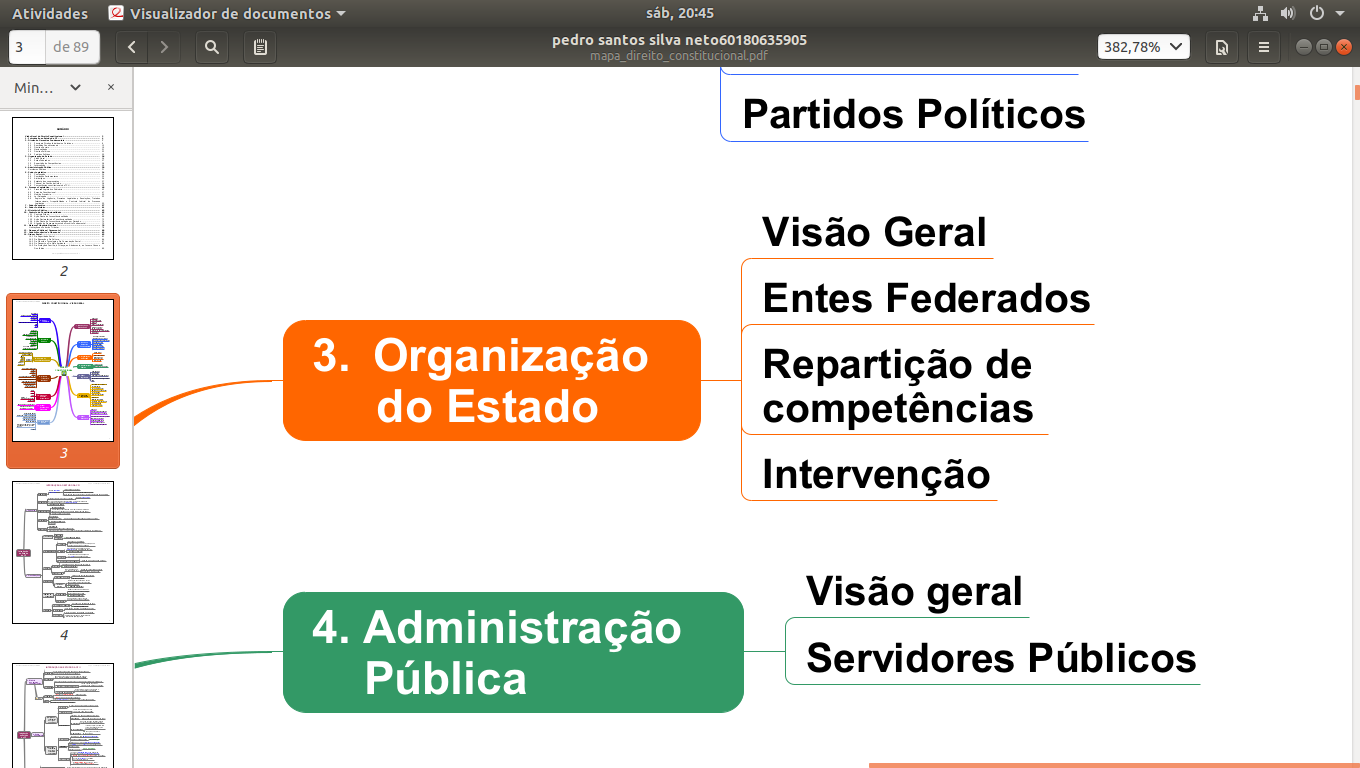 Atividades Visualizador de documentos sáb, 20:45
3 de 89 pedro santos silva neto60180635905 382,78%
mapa_direito_constitucional.pdf
Min... ×
2
3
4
Partidos Políticos
Visão Geral
Entes Federados
3. Organização
do Estado
Repartição de
competências
Intervenção
4. Administração
Pública
Visão geral
Servidores Públicos